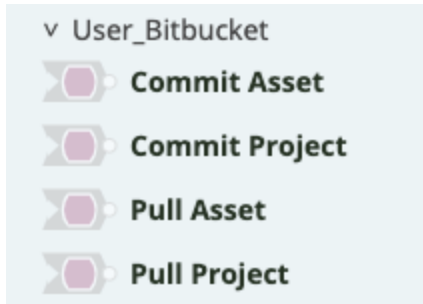 User_Bitbucket
Commit Asset
Commit Project
Pull Asset
Pull Project